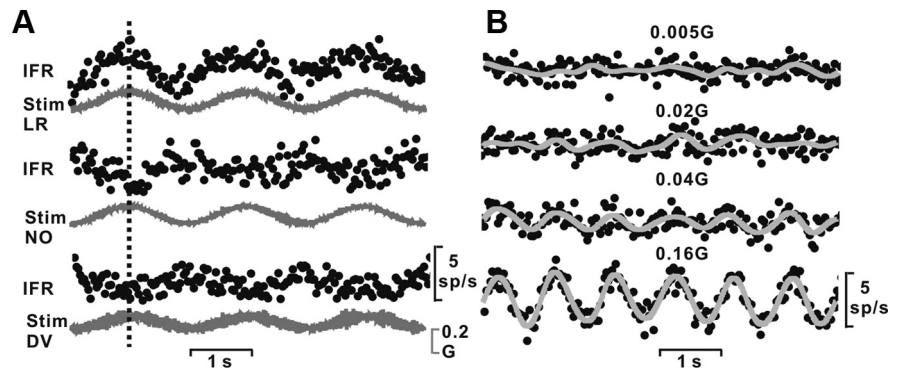 A
IFR
Stim
LR
IFR
Stim
NO
IFR
5
sp/s
Stim
DV
0.2
G
1 s
B
0.005G
0.02G
0.04G
0.16G
5
sp/s
1 s